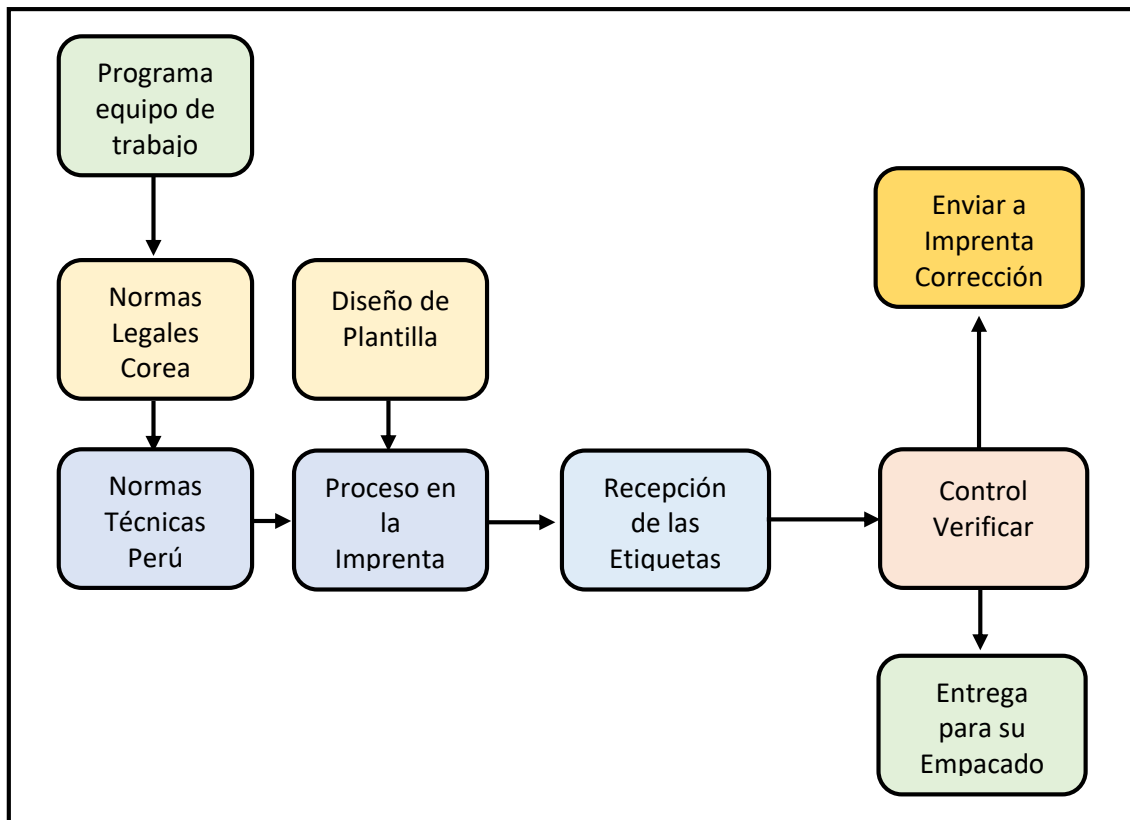 Programa
equipo de
trabajo
Normas
Legales
Corea
Diseño de
Plantilla
Enviar a
Imprenta
Corrección
Normas
Técnicas
Perú
Proceso en
la
Imprenta
Recepción
de las
Etiquetas
Control
Verificar
Entrega
para su
Empacado